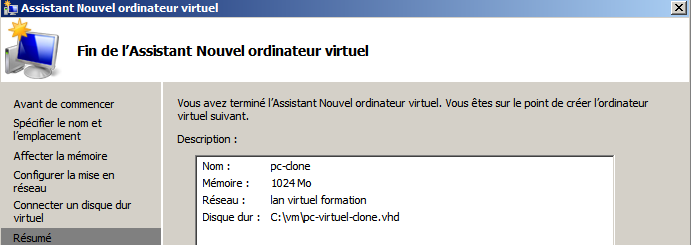 Assistant Nouvel ordinateur virtuel
Fin de l'Assistant Nouvel ordinateur virtuel
Avant de commencer
Spécifier le nom et
l'emplacement
Affecter la mémoire
Configurer la mise en
réseau
Connecter un disque dur
virtuel
Résumé
Vous avez terminé l'Assistant Nouvel ordinateur virtuel. Vous êtes sur le point de créer l'ordinateur
virtuel suivant.
Description :
Nom : pc-clone
Mémoire : 1024 Mo
Réseau : lan virtuel formation
Disque dur : C:\vm\pc-virtuel-clone.vhd